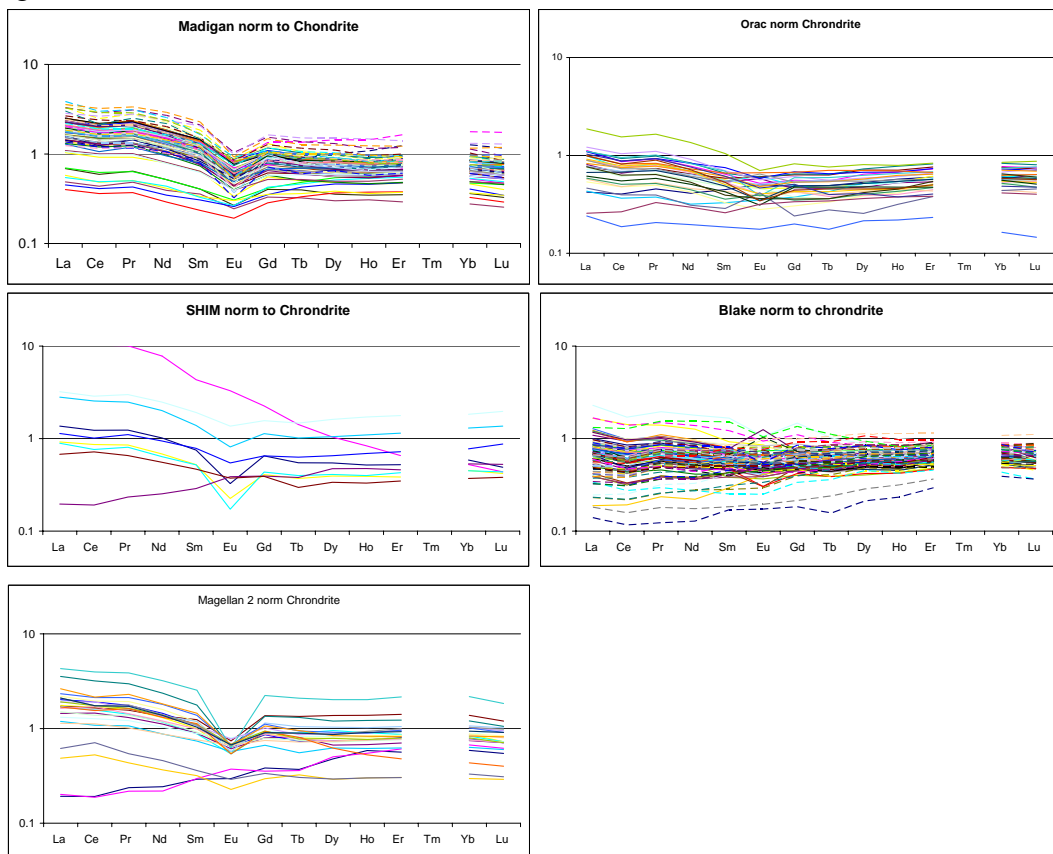 Madigan norm to Chondrite
10
1
0.1
La Ce Pr Nd Sm Eu Gd Tb Dy Ho Er Tm Yb Lu
Orac norm Chrondrite
10
1
0.1
La Ce Pr Nd Sm Eu Gd Tb Dy Ho Er Tm Yb Lu
SHIM norm to Chondrite
10
1
0.1
La Ce Pr Nd Sm Eu Gd Tb Dy Ho Er Tm Yb Lu
Blake norm to chrondrite
10
1
0.1
La Ce Pr Nd Sm Eu Gd Tb Dy Ho Er Tm Yb Lu
Magellan 2 norm Chrondrite
10
1
0.1
La Ce Pr Nd Sm Eu Gd Tb Dy Ho Er Tm Yb Lu